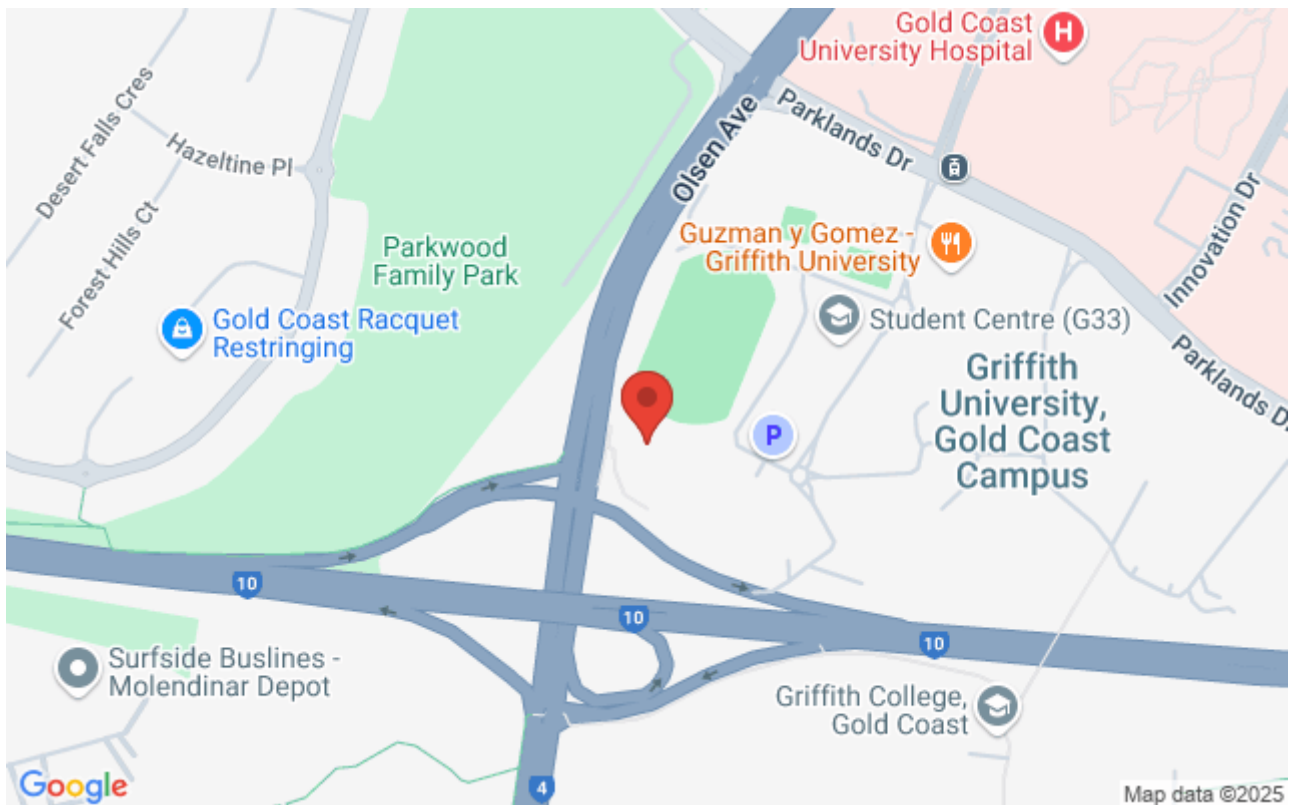 Gold Coast
University Hospital
H
Desert Falls Cres
Hazeltine Pl
Forest Hills Ct
Olsen Ave
Parklands Dr
Innovation Dr
Parkwood
Family Park
Guzman y Gomez -
Griffith University
Gold Coast Racquet
Restringing
Student Centre (G33)
Griffith
University,
Gold Coast
Campus
Parklands Dr
P
10
10
10
Surfside Buslines -
Molendinar Depot
Griffith College,
Gold Coast
4
Google
Map data ©2025